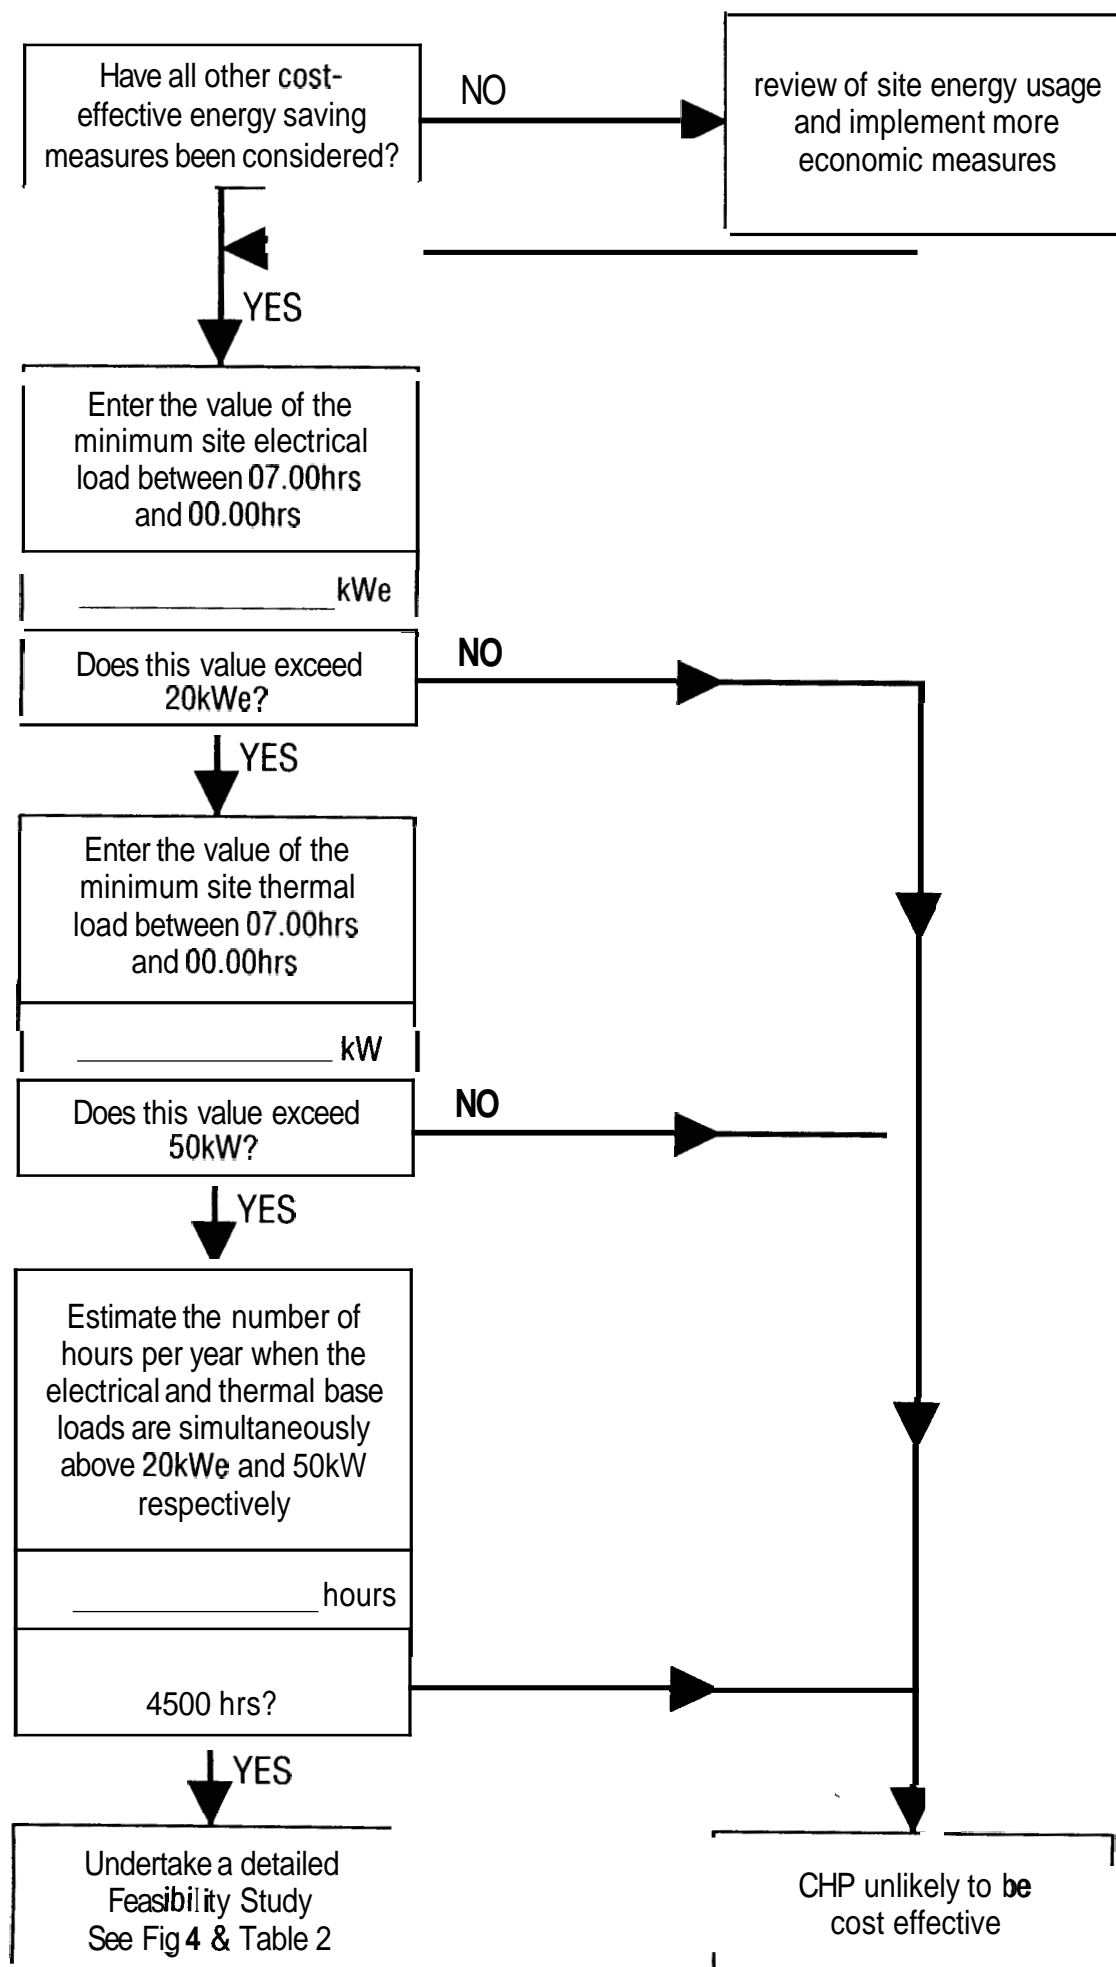 Have all other cost-
effective energy saving
measures been considered?
NO
review of site energy usage
and implement more
economic measures
YES
Enter the value of the
minimum site electrical
load between 07.00hrs
and 00.00hrs
kWe
Does this value exceed
20kWe?
NO
YES
Enter the value of the
minimum site thermal
load between 07.00hrs
and 00.00hrs
kW
Does this value exceed
50kW?
NO
YES
Estimate the number of
hours per year when the
electrical and thermal base
loads are simultaneously
above 20kWe and 50kW
respectively
hours
4500 hrs?
YES
Undertake a detailed
Feasibility Study
See Fig 4 & Table 2
CHP unlikely to be
cost effective